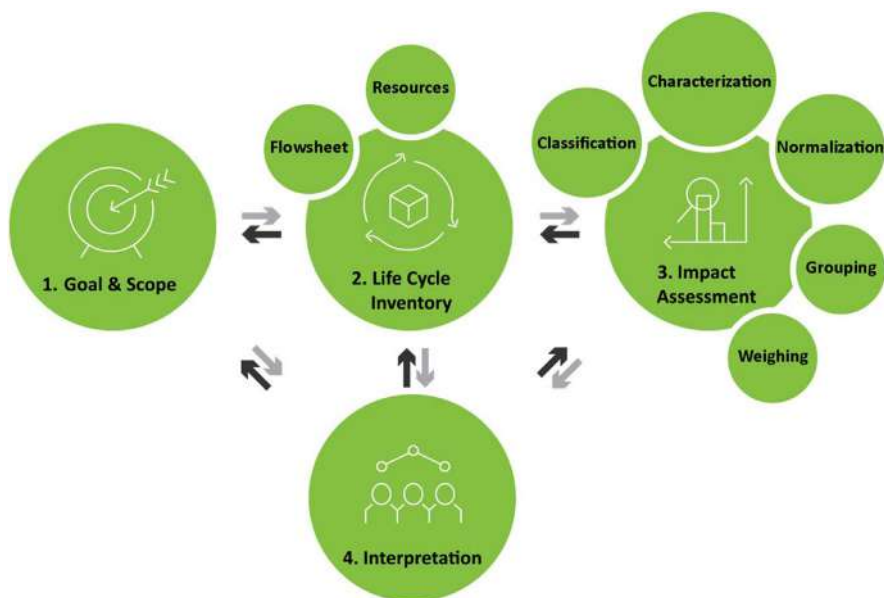 Characterization
Resources
Classification
Normalization
Flowsheet
1. Goal & Scope
2. Life Cycle
Inventory
3. Impact
Assessment
Grouping
Weighing
4. Interpretation